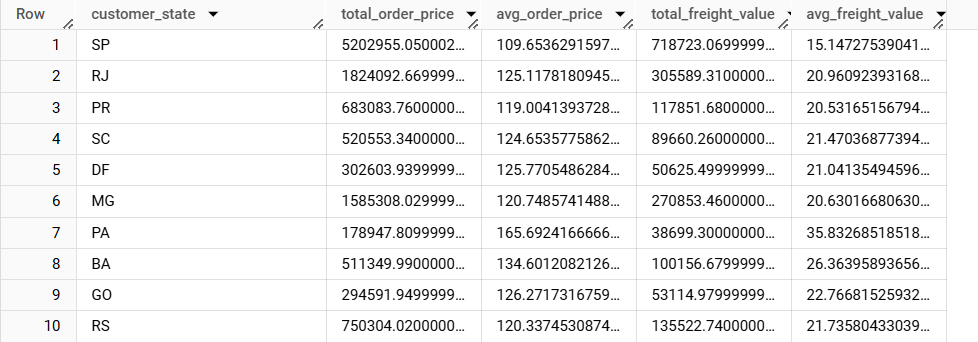 Row customer_state total_order_price avg_order_price total_freight_value avg_freight_value
1 SP 5202955.050002... 109.6536291597... 718723.0699999... 15.14727539041...
2 RJ 1824092.669999... 125.1178180945... 305589.3100000... 20.96092393168...
3 PR 683083.7600000... 119.0041393728... 117851.6800000... 20.53165156794...
4 SC 520553.3400000... 124.6535775862... 89660.26000000... 21.47036877394...
5 DF 302603.9399999... 125.7705486284... 50625.49999999... 21.04135494596...
6 MG 1585308.029999... 120.7485741488... 270853.4600000... 20.63016680630...
7 PA 178947.8099999... 165.6924166666... 38699.30000000... 35.83268518518...
8 BA 511349.9900000... 134.6012082126... 100156.6799999... 26.36395893656...
9 GO 294591.9499999... 126.2717316759... 53114.97999999... 22.76681525932...
10 RS 750304.0200000... 120.3374530874... 135522.7400000... 21.73580433039...